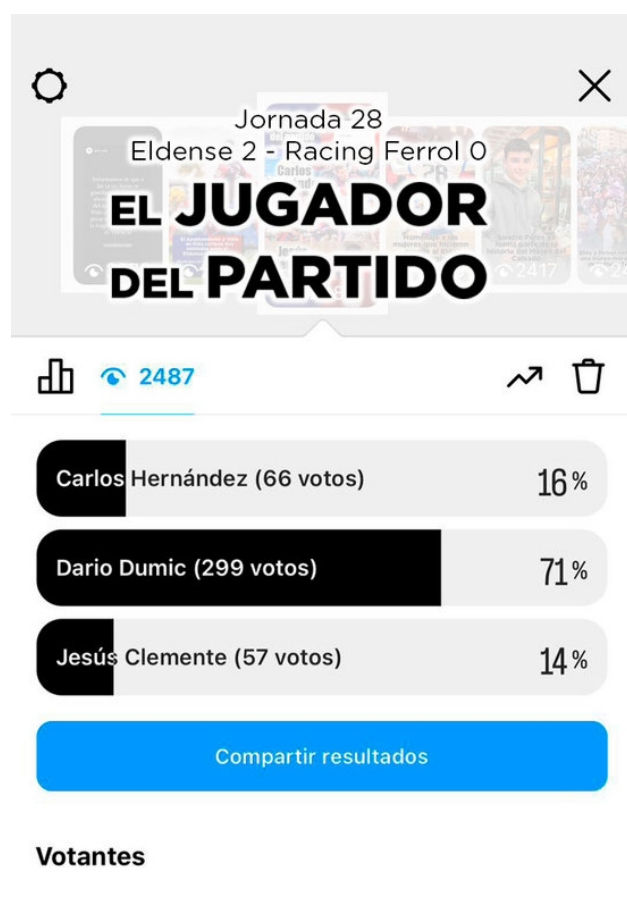 Jornada 28
Eldense 2 - Racing Ferrol 0
EL JUGADOR
DEL PARTIDO
2417
2487
Carlos Hernández (66 votos)
16%
Dario Dumic (299 votos)
71%
Jesús Clemente (57 votos)
14%
Compartir resultados
Votantes